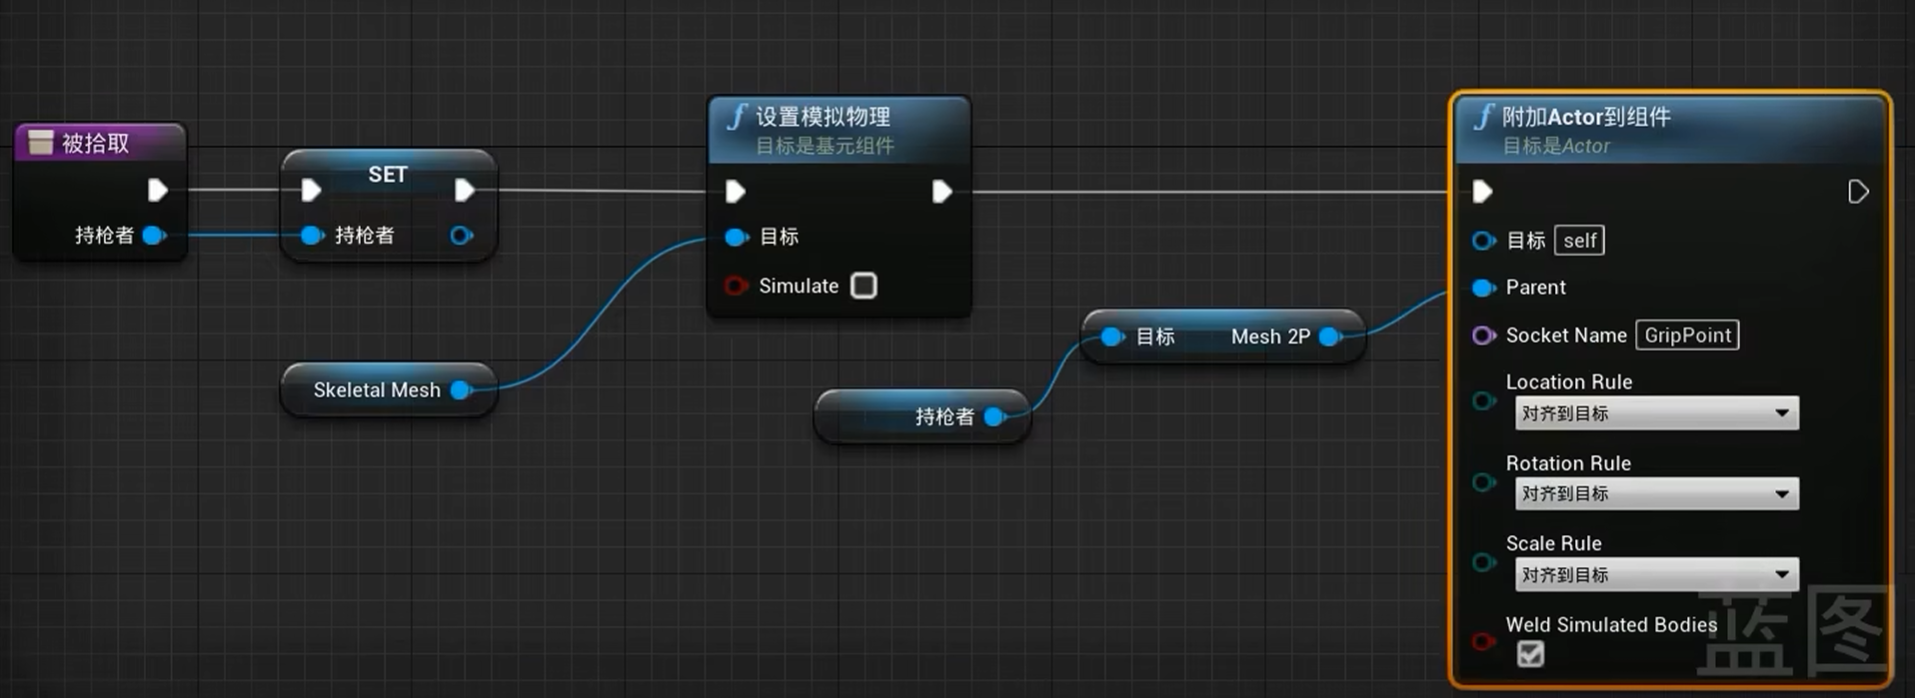 被拾取
持枪者
SET
持枪者
Skeletal Mesh
设置模拟物理
目标是基元组件
目标
Simulate
持枪者
目标 Mesh 2P
附加Actor到组件
目标是Actor
目标 self
Parent
Socket Name GripPoint
Location Rule
对齐到目标
Rotation Rule
对齐到目标
Scale Rule
对齐到目标
Weld Simulated Bodies
蓝图